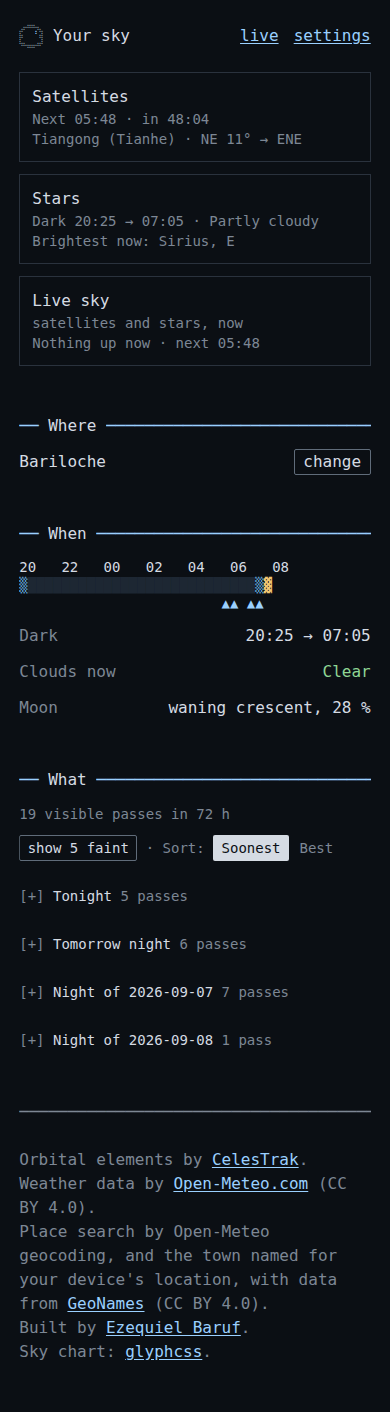 Your sky live settings
Satellites
Next 05:48 · in 48:04
Tiangong (Tianhe) · NE 11° → ENE
Stars
Dark 20:25 → 07:05 · Partly cloudy
Brightest now: Sirius, E
Live sky
satellites and stars, now
Nothing up now · next 05:48
Where
Bariloche change
When
20 22 00 02 04 06 08
▲▲ ▲▲
Dark 20:25 → 07:05
Clouds now Clear
Moon waning crescent, 28 %
What
19 visible passes in 72 h
show 5 faint · Sort: Soonest Best
[+] Tonight 5 passes
[+] Tomorrow night 6 passes
[+] Night of 2026-09-07 7 passes
[+] Night of 2026-09-08 1 pass
Orbital elements by CelesTrak.
Weather data by Open-Meteo.com (CC
BY 4.0).
Place search by Open-Meteo
geocoding, and the town named for
your device's location, with data
from GeoNames (CC BY 4.0).
Built by Ezequiel Baruf.
Sky chart: glyphcss.